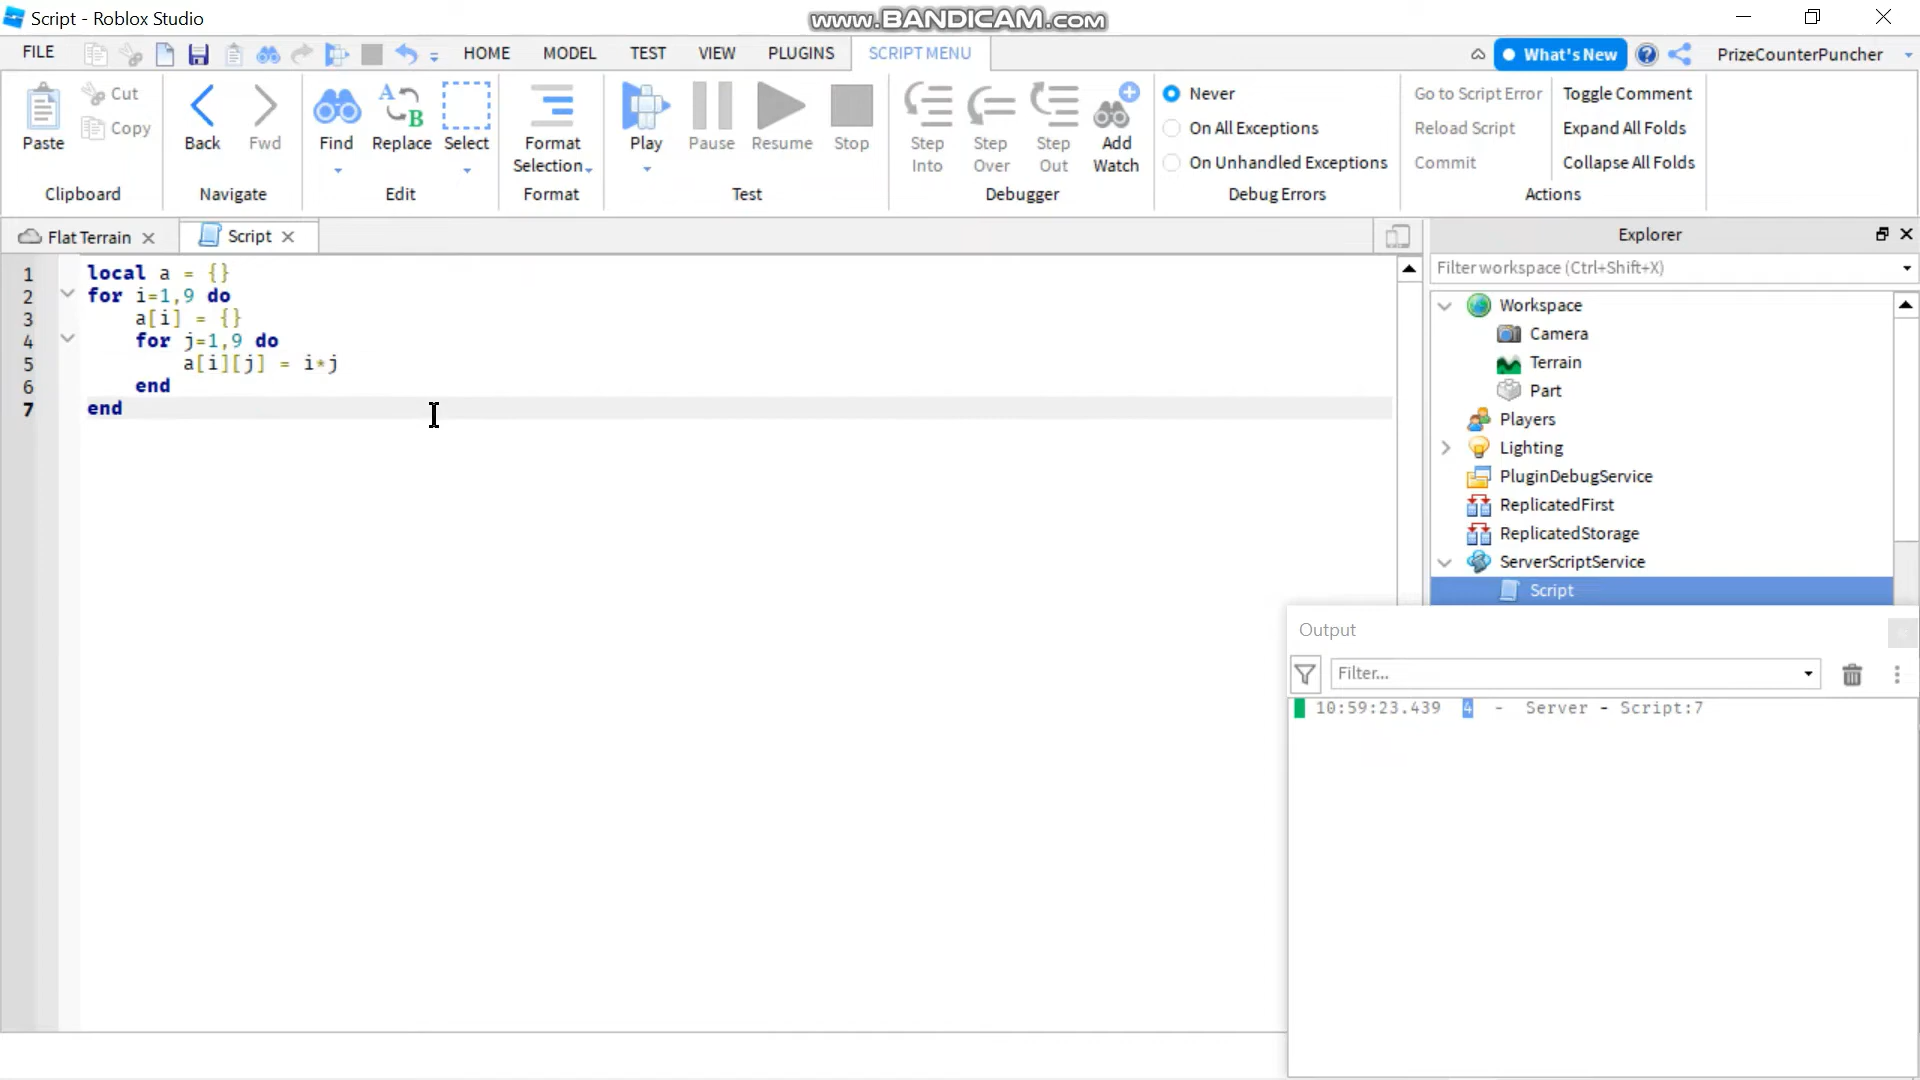 Script - Roblox Studio
www.BANDICAM.com
FILE HOME MODEL TEST VIEW PLUGINS SCRIPT MENU What's New PrizeCounterPuncher
Paste Cut Copy
Clipboard
Back Fwd
Navigate
Find Replace Select
A B
Edit
Format Selection
Format
Play Pause Resume Stop
Test
Step Into
Step Over
Step Out
Add Watch
Debugger
Never
On All Exceptions
On Unhandled Exceptions
Debug Errors
Go to Script Error
Reload Script
Commit
Toggle Comment
Expand All Folds
Collapse All Folds
Actions
Flat Terrain
Script
1 local a = {}
2 for i=1,9 do
3 a[i] = {}
4 for j=1,9 do
5 a[i][j] = i*j
6 end
7 end
Explorer
Filter workspace (Ctrl+Shift+X)
Workspace
Camera
Terrain
Part
Players
Lighting
PluginDebugService
ReplicatedFirst
ReplicatedStorage
ServerScriptService
Script
Output
Filter...
10:59:23.439 4 - Server - Script:7